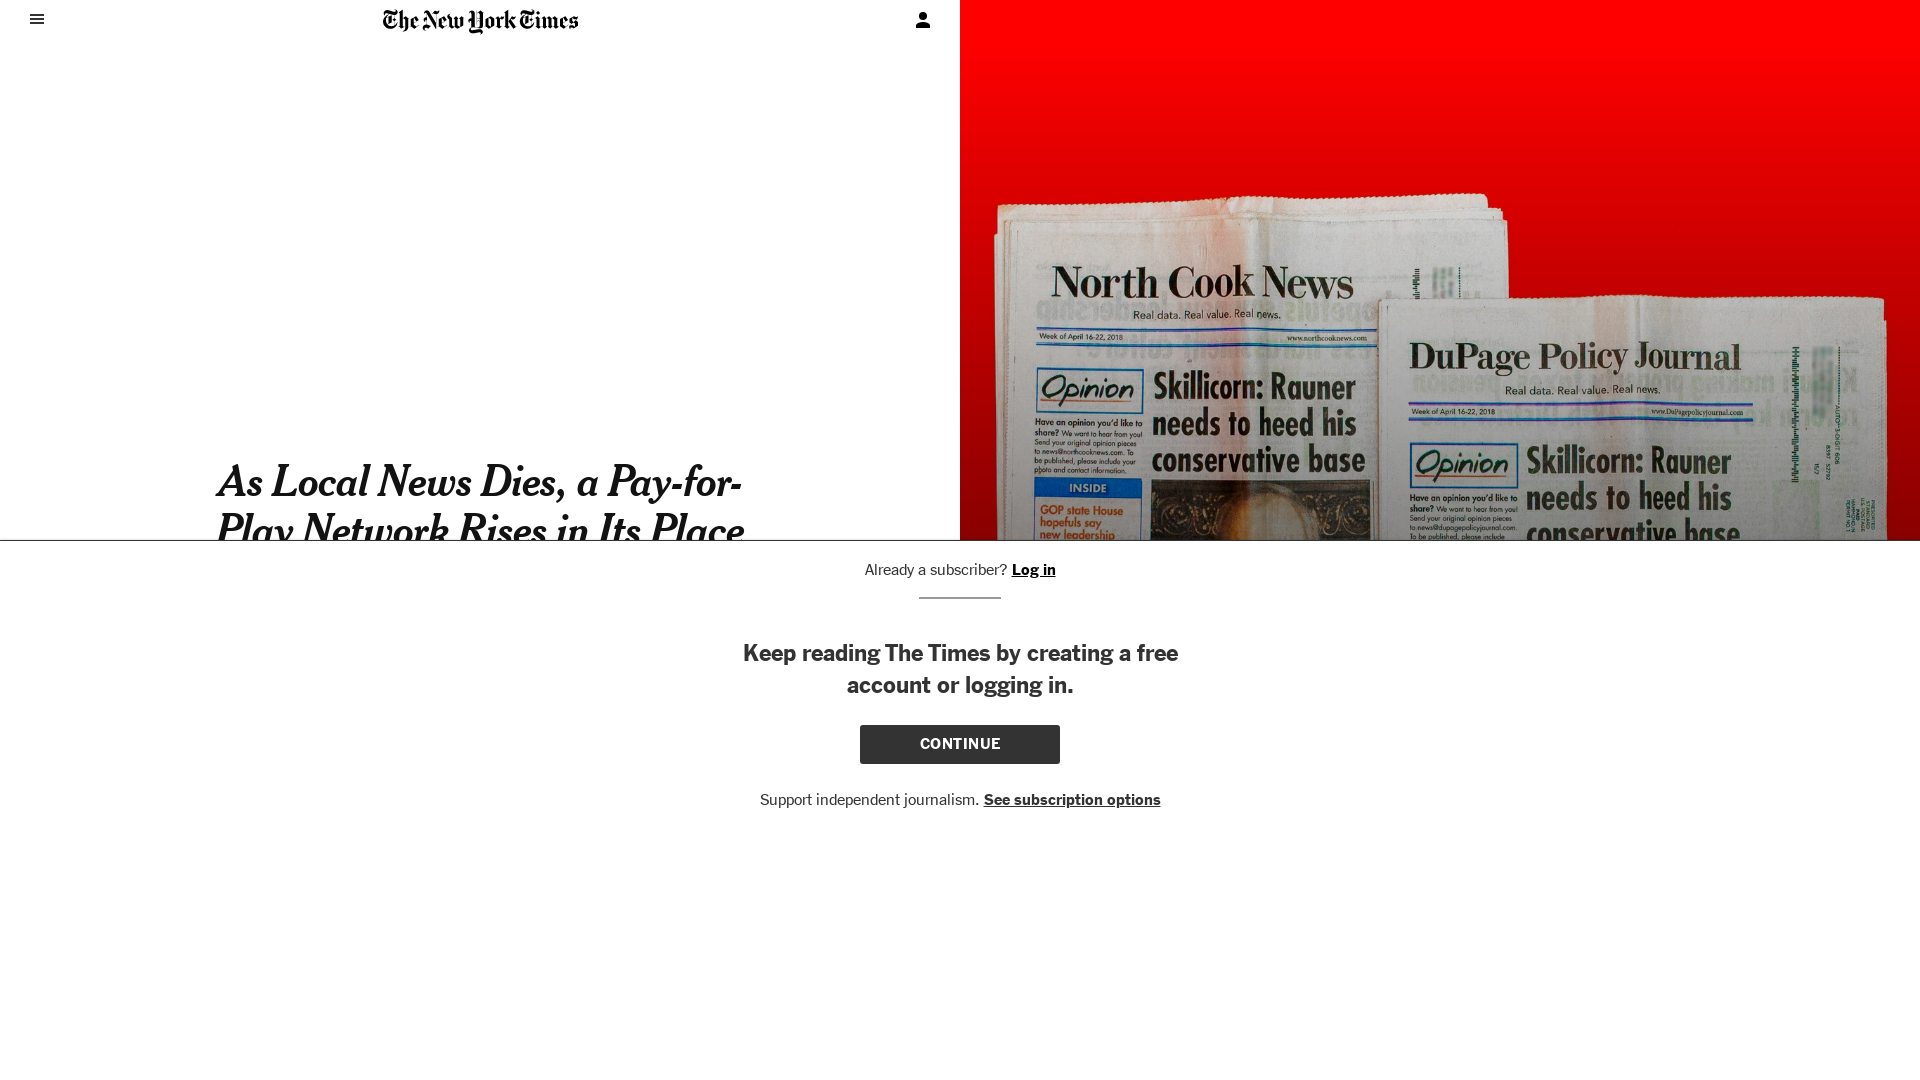 The New York Times
As Local News Dies, a Pay-for-
Play Network Rises in Its Place
North Cook News
Real data. Real value. Real news.
Week of April 16-22, 2018
www.northcooknews.com
Opinion
Have an opinion you'd like to
share? We want to hear from you!
Send your original opinion pieces
to news@northcooknews.com. To
be published, please include your
photo and contact information.
Skillicorn: Rauner
needs to heed his
conservative base
INSIDE
GOP state House
hopefuls say
new leadership
DuPage Policy Journal
Real data. Real value. Real news.
Week of April 16-22, 2018
www.DuPagepolicyjournal.com
Opinion
Have an opinion you'd like to
share? We want to hear from you!
Send your original opinion pieces
to news@dupagepolicyjournal.com.
To be published, please include
Skillicorn: Rauner
needs to heed his
conservative base
Already a subscriber? Log in
Keep reading The Times by creating a free
account or logging in.
CONTINUE
Support independent journalism. See subscription options